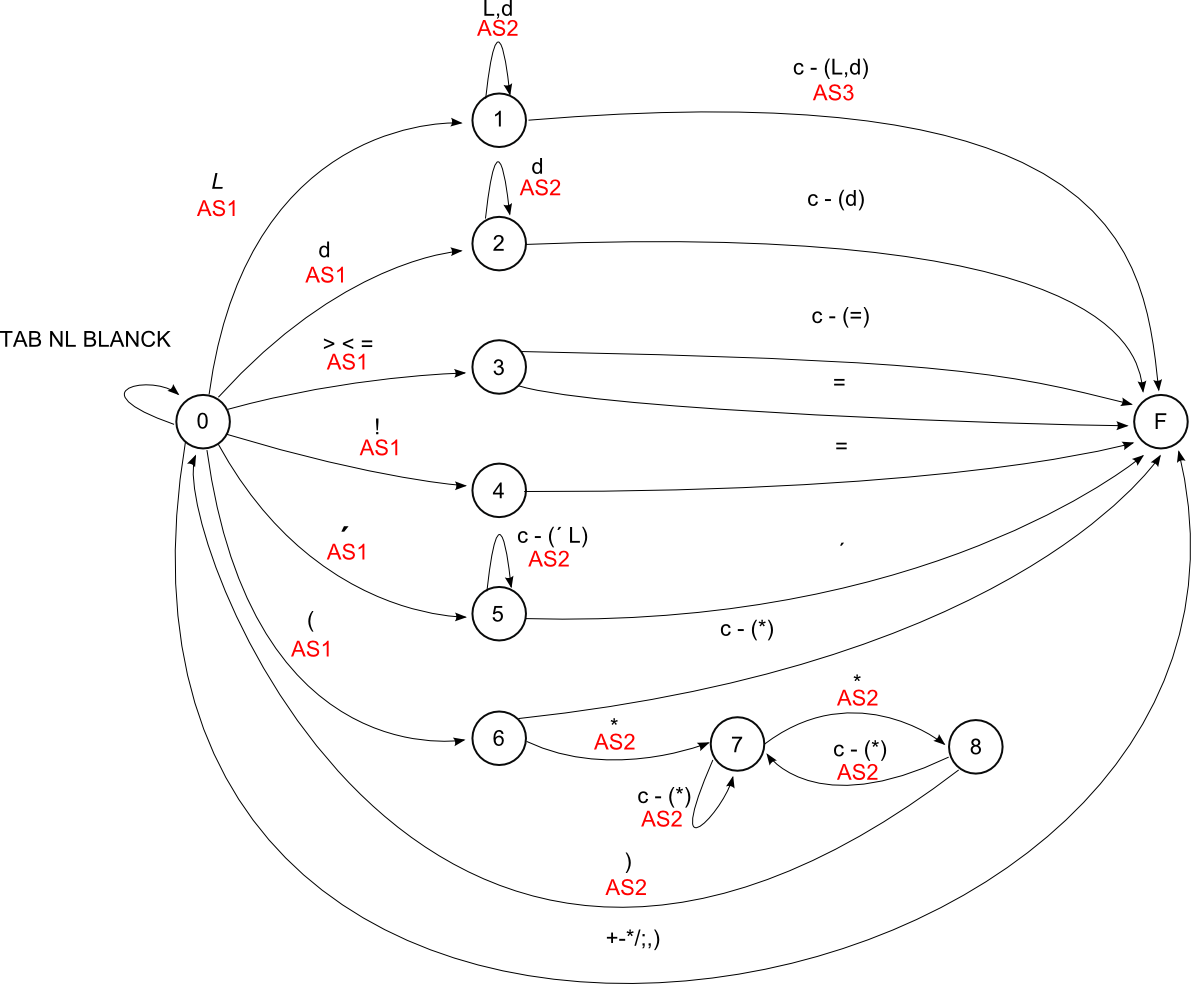 L,d
AS2
1
c - (L,d)
AS3
L
AS1
d
AS2
2
c - (d)
d
AS1
TAB NL BLANCK
> < =
AS1
3
c - (=)
=
0
F
!
AS1
=
4
´
AS1
c - (´ L)
AS2
5
´
(
AS1
c - (*)
6
*
AS2
7
*
AS2
8
c - (*)
AS2
c - (*)
AS2
)
AS2
+-*/;,)